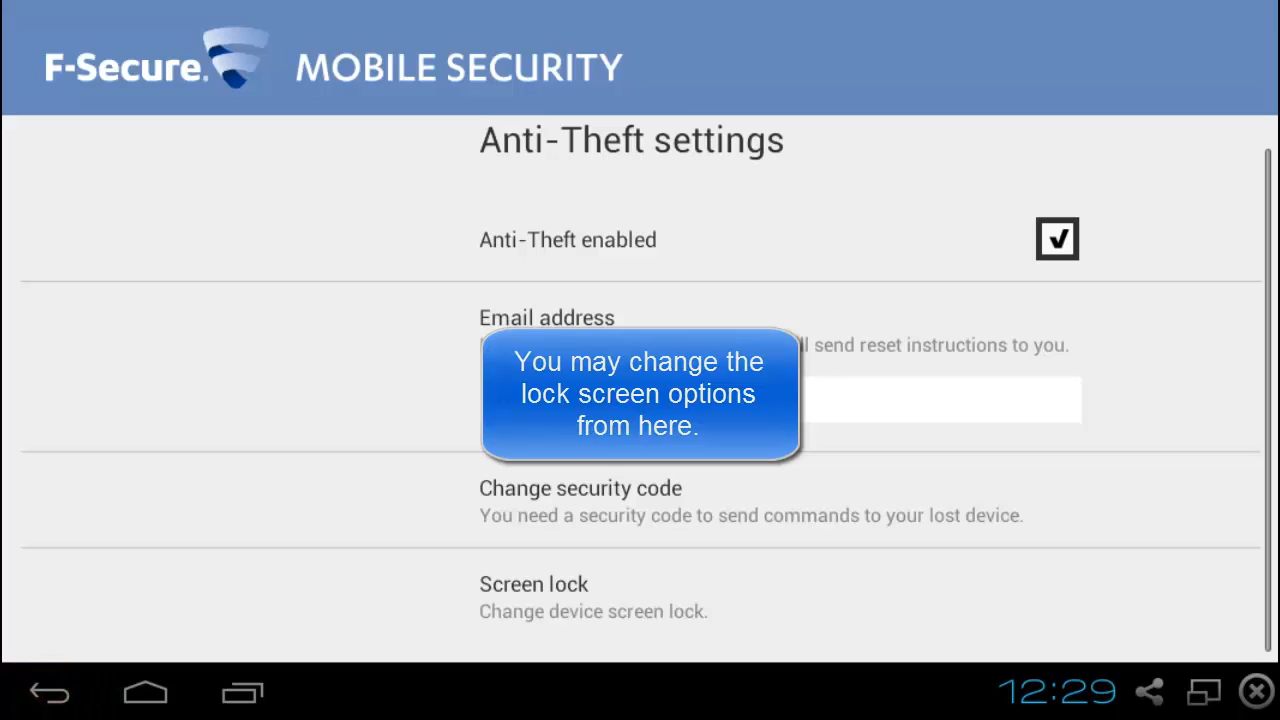 F-Secure.
MOBILE SECURITY
Anti-Theft settings
Anti-Theft enabled
Email address
send reset instructions to you.
You may change the
lock screen options
from here.
Change security code
You need a security code to send commands to your lost device.
Screen lock
Change device screen lock.
12:29